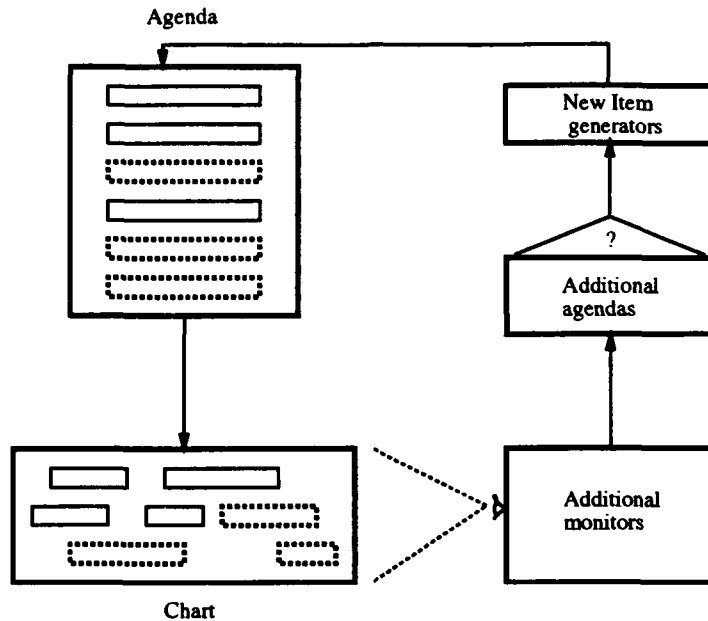 Agenda
New Item
generators
?
Additional
agendas
Additional
monitors
Chart